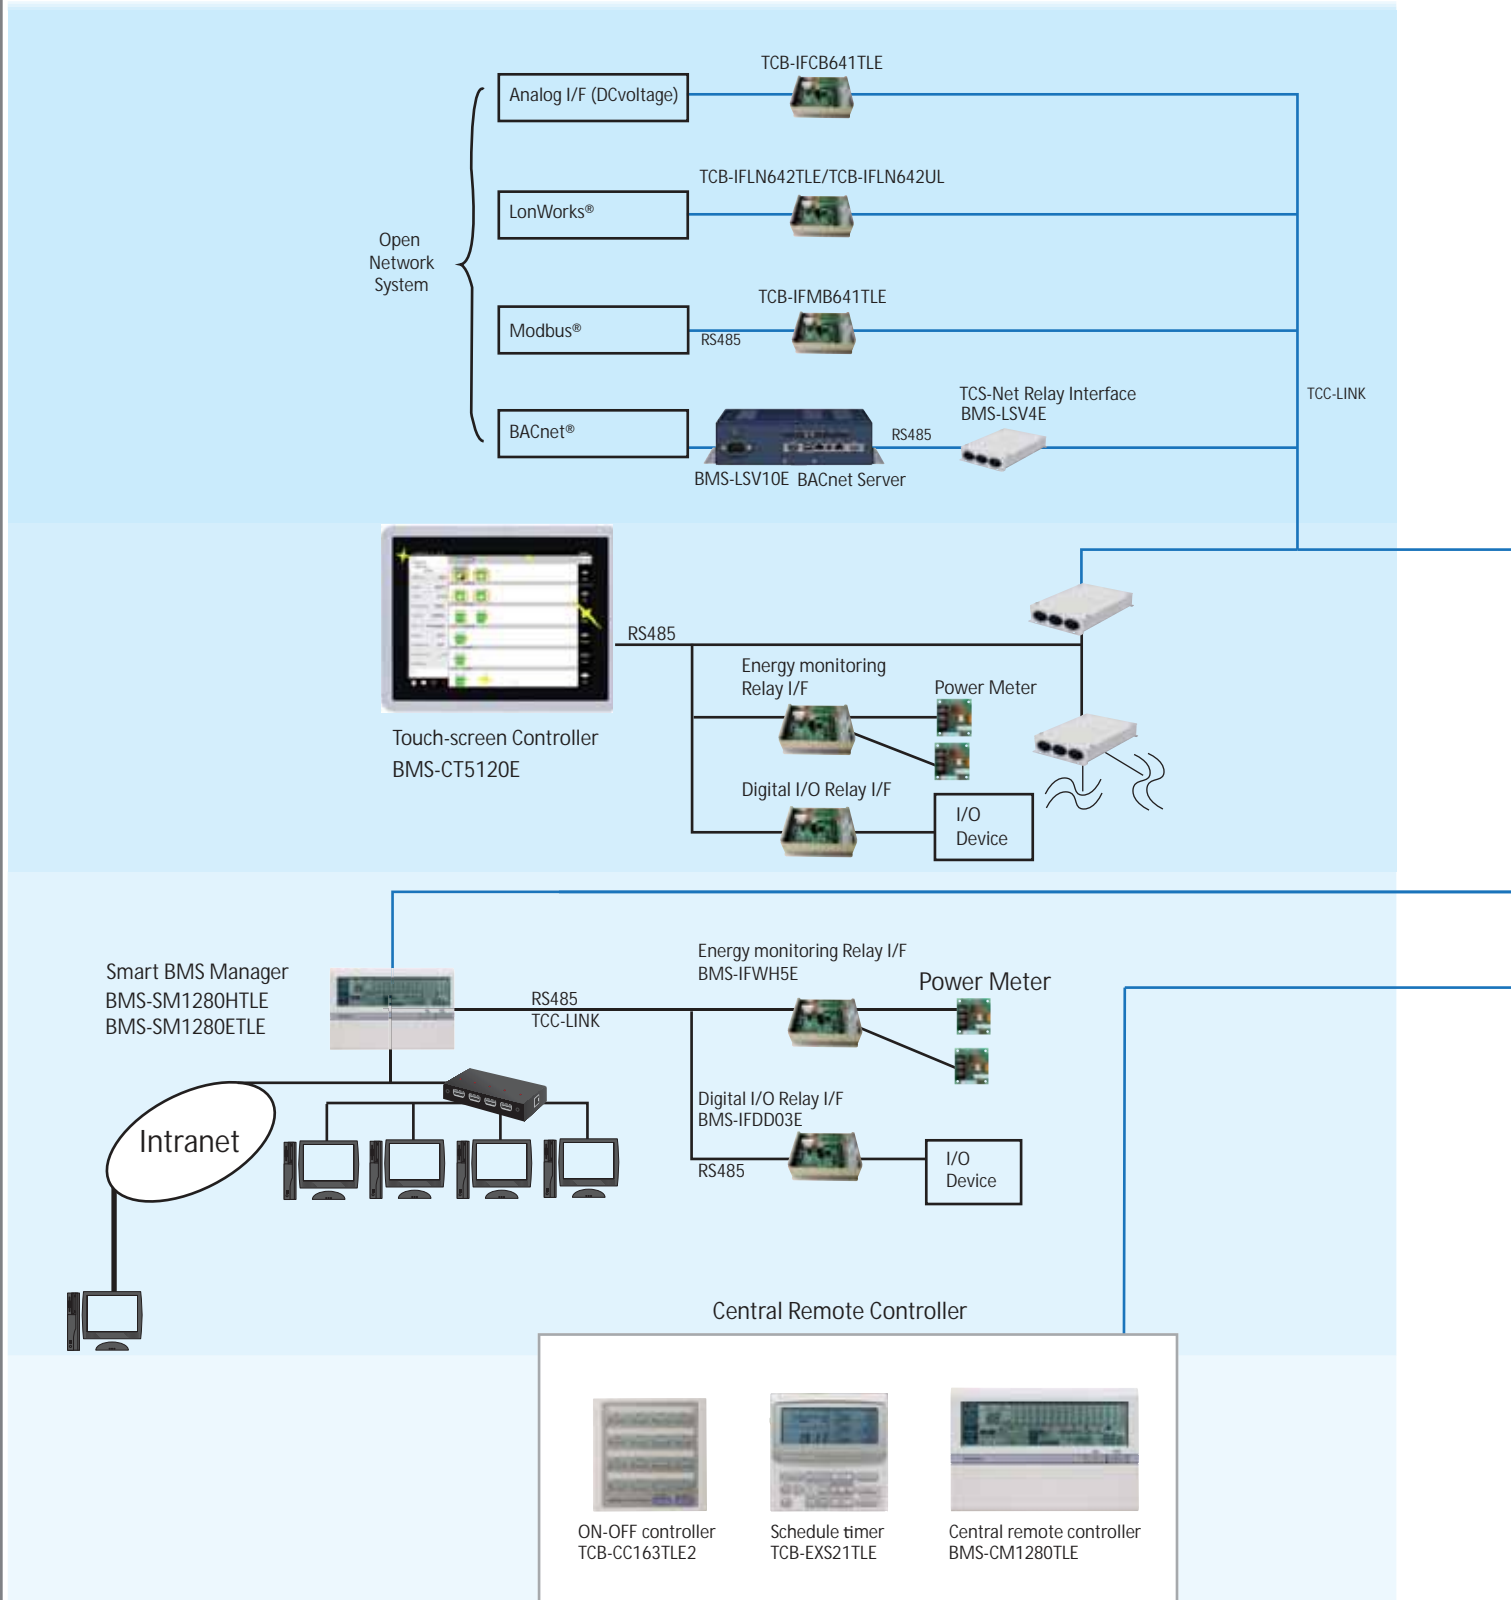 TCB-IFCB641TLE
Analog I/F (DCvoltage)
TCB-IFLN642TLE/TCB-IFLN642UL
LonWorks®
Open
Network
System
TCB-IFMB641TLE
Modbus®
RS485
TCS-Net Relay Interface
BMS-LSV4E
TCC-LINK
BACnet®
RS485
BMS-LSV10E BACnet Server
RS485
Energy monitoring
Relay I/F
Power Meter
Touch-screen Controller
BMS-CT5120E
Digital I/O Relay I/F
I/O
Device
Smart BMS Manager
BMS-SM1280HTLE
BMS-SM1280ETLE
RS485
TCC-LINK
Energy monitoring Relay I/F
BMS-IFWH5E
Power Meter
Digital I/O Relay I/F
BMS-IFDD03E
RS485
I/O
Device
Intranet
Central Remote Controller
ON-OFF controller
TCB-CC163TLE2
Schedule timer
TCB-EXS21TLE
Central remote controller
BMS-CM1280TLE